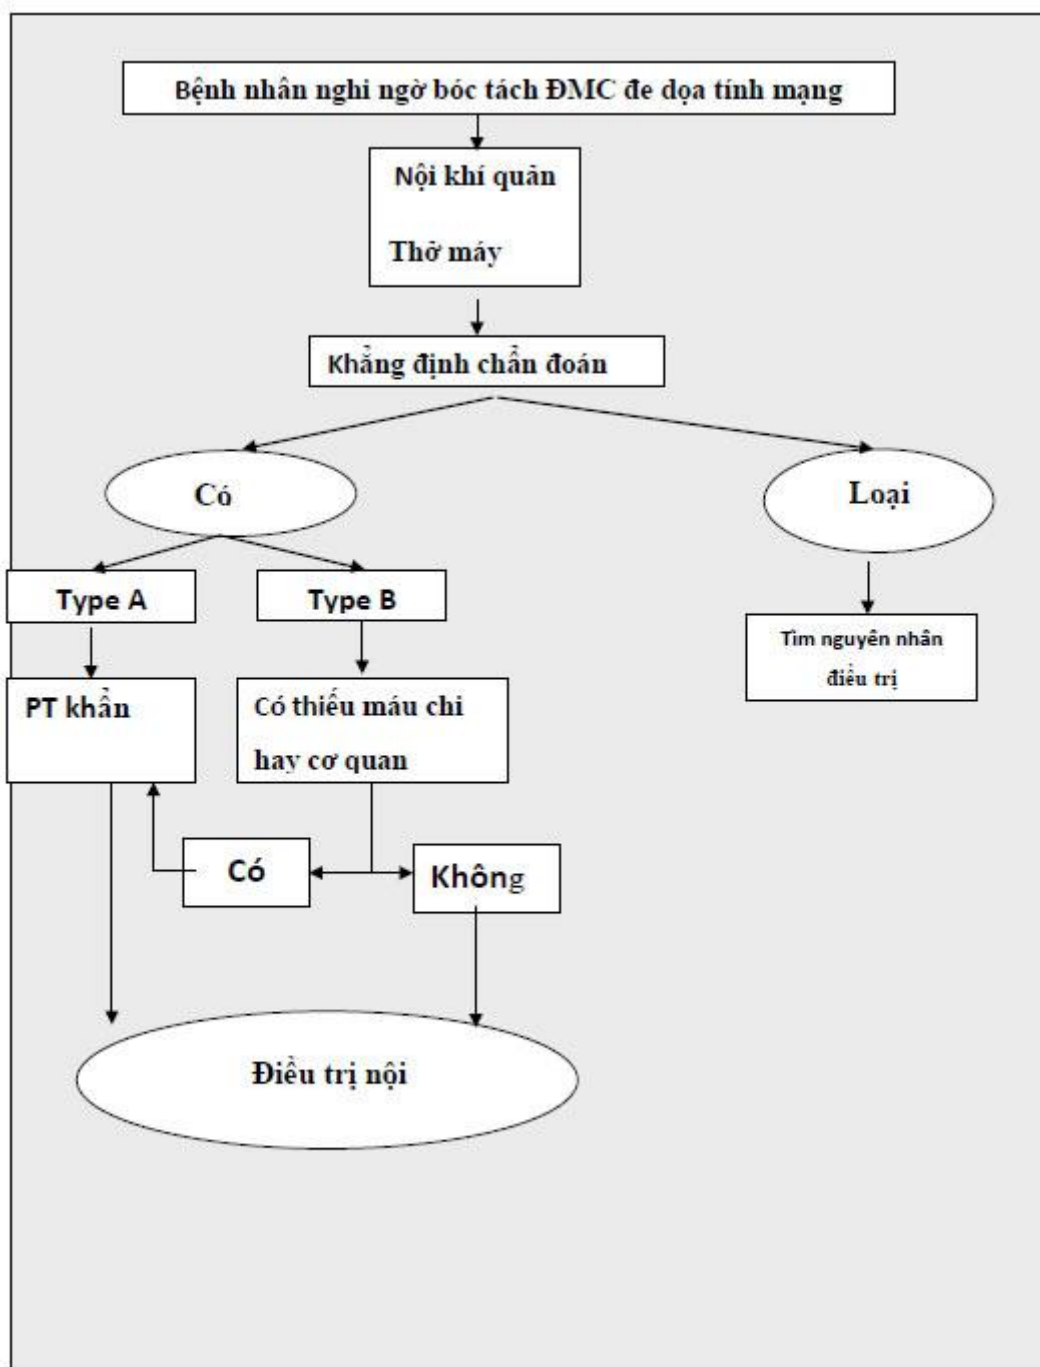 Bệnh nhân nghi ngờ bóc tách ĐMC đe dọa tính mạng
Nội khí quản
Thở máy
Khẳng định chẩn đoán
Có
Loại
Type A
Type B
Tìm nguyên nhân
điều trị
PT khẩn
Có thiếu máu chi
hay cơ quan
Có
Không
Điều trị nội